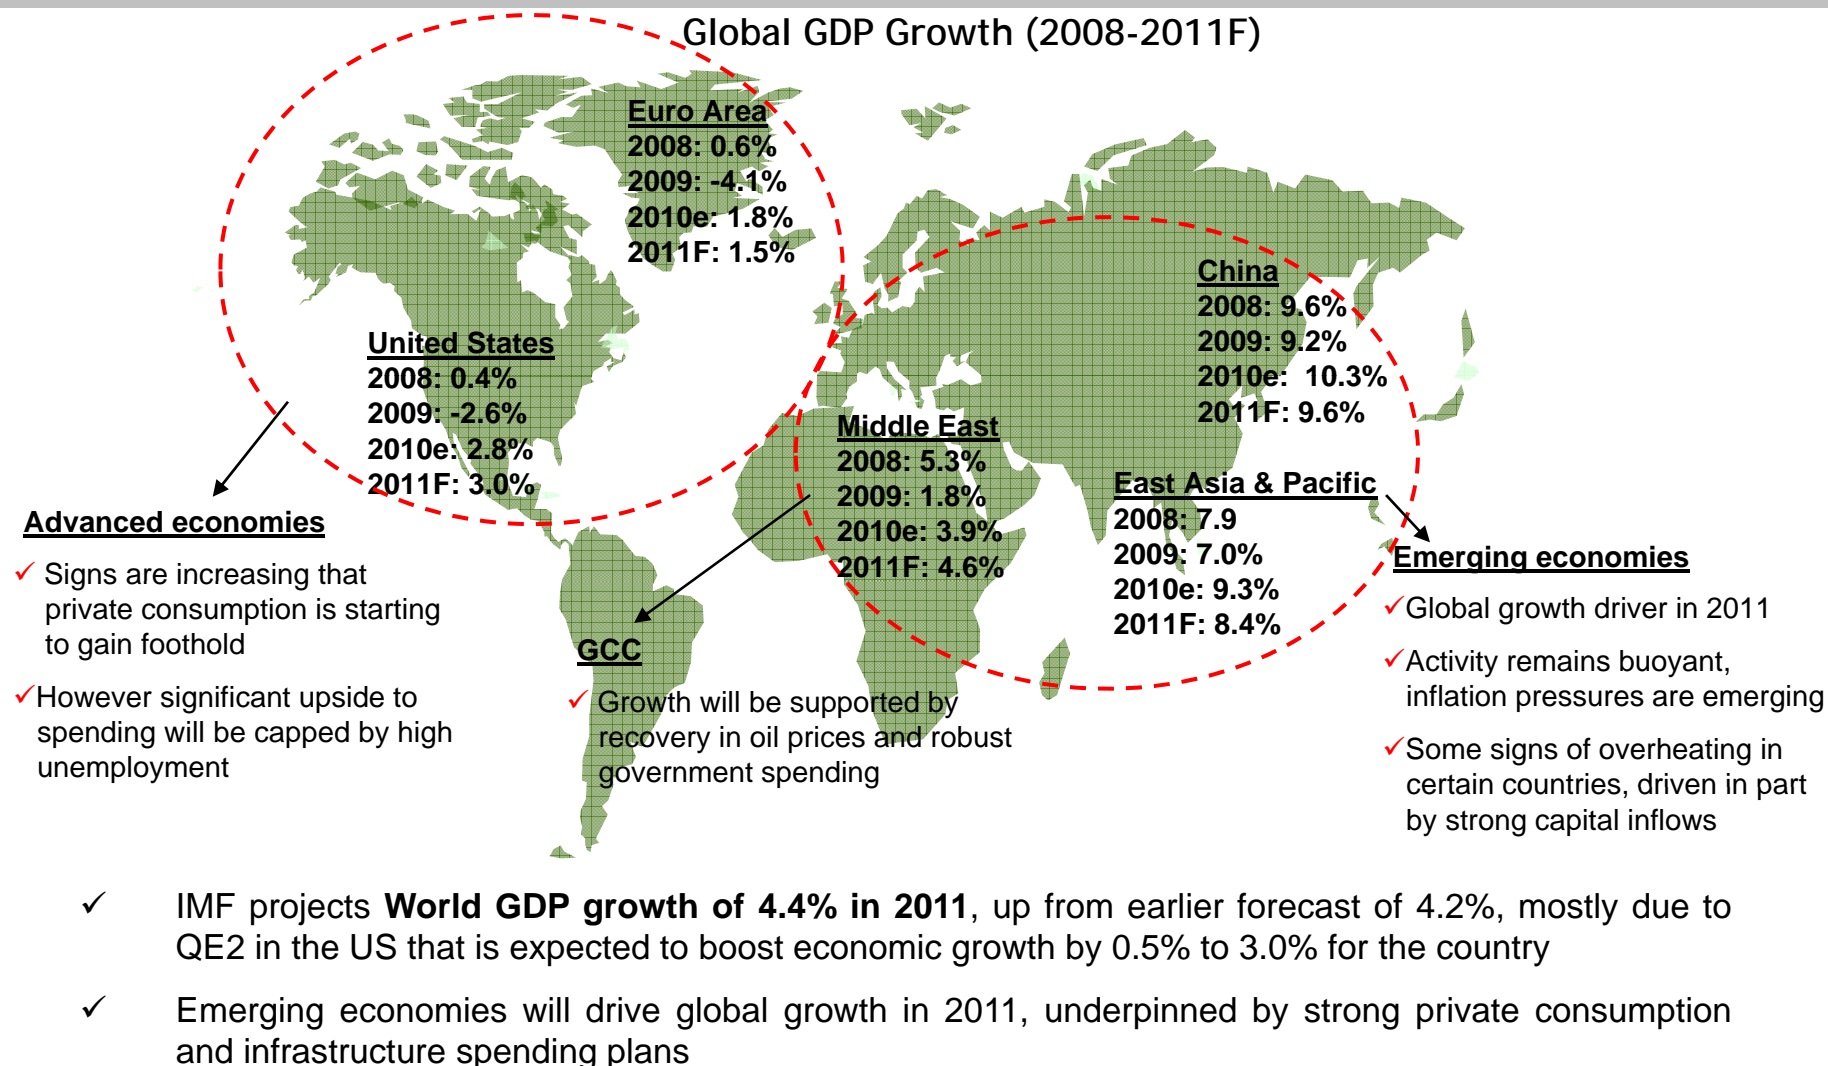 Global GDP Growth (2008-2011F)
Euro Area
2008: 0.6%
2009: -4.1%
2010e: 1.8%
2011F: 1.5%
United States
2008: 0.4%
2009: -2.6%
2010e: 2.8%
2011F: 3.0%
China
2008: 9.6%
2009: 9.2%
2010e: 10.3%
2011F: 9.6%
Middle East
2008: 5.3%
2009: 1.8%
2010e: 3.9%
2011F: 4.6%
East Asia & Pacific
2008: 7.9
2009: 7.0%
2010e: 9.3%
2011F: 8.4%
Advanced economies
✓ Signs are increasing that
private consumption is starting
to gain foothold
✓ However significant upside to
spending will be capped by high
unemployment
GCC
✓ Growth will be supported by
recovery in oil prices and robust
government spending
Emerging economies
✓ Global growth driver in 2011
✓ Activity remains buoyant,
inflation pressures are emerging
✓ Some signs of overheating in
certain countries, driven in part
by strong capital inflows
✓ IMF projects World GDP growth of 4.4% in 2011, up from earlier forecast of 4.2%, mostly due to
QE2 in the US that is expected to boost economic growth by 0.5% to 3.0% for the country
✓ Emerging economies will drive global growth in 2011, underpinned by strong private consumption
and infrastructure spending plans